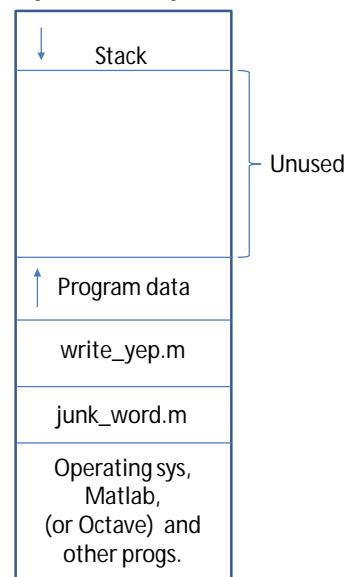 Stack
Unused
Program data
write_yep.m
junk_word.m
Operating sys,
Matlab,
(or Octave) and
other progs.